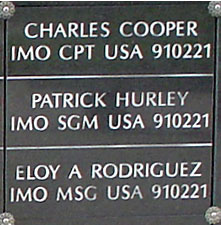 CHARLES COOPER
IMO CPT USA 910221
PATRICK HURLEY
IMO SGM USA 910221
ELOY A RODRIGUEZ
IMO MSG USA 910221